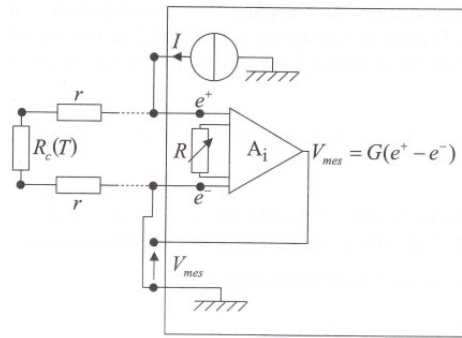 I
r
e⁺
R_c(T)
R
A_i
V_mes = G(e⁺ − e⁻)
r
e⁻
V_mes